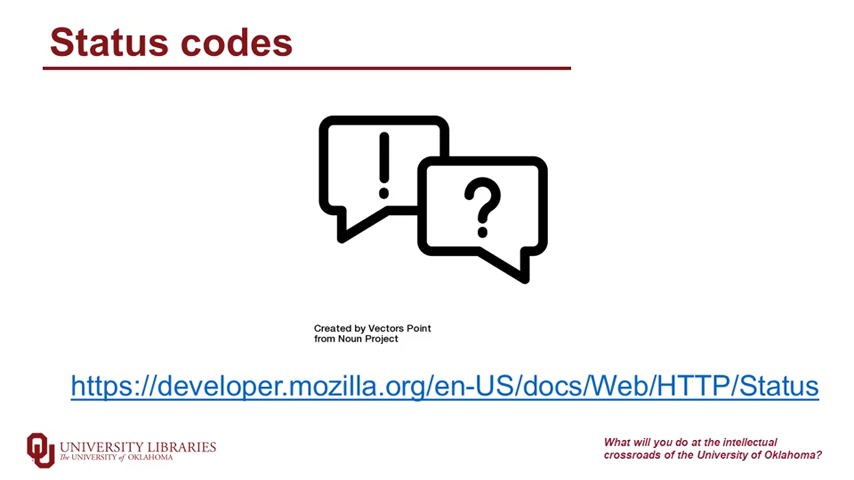 Status codes
!
?
Created by Vectors Point
from Noun Project
https://developer.mozilla.org/en-US/docs/Web/HTTP/Status
OU UNIVERSITY LIBRARIES
The UNIVERSITY of OKLAHOMA
What will you do at the intellectual
crossroads of the University of Oklahoma?